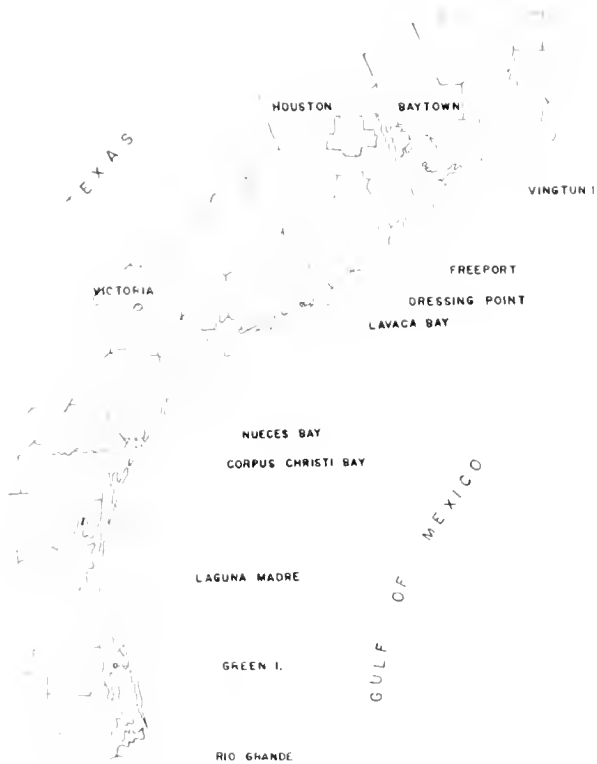 HOUSTON
BAYTOWN
EXAS
VINGTUN
FREEPORT
VICTORIA
DRESSING POINT
LAVACA BAY
NUECES BAY
CORPUS CHRISTI BAY
GULF OF MEXICO
LAGUNA MADRE
GREEN I.
RIO GRANDE